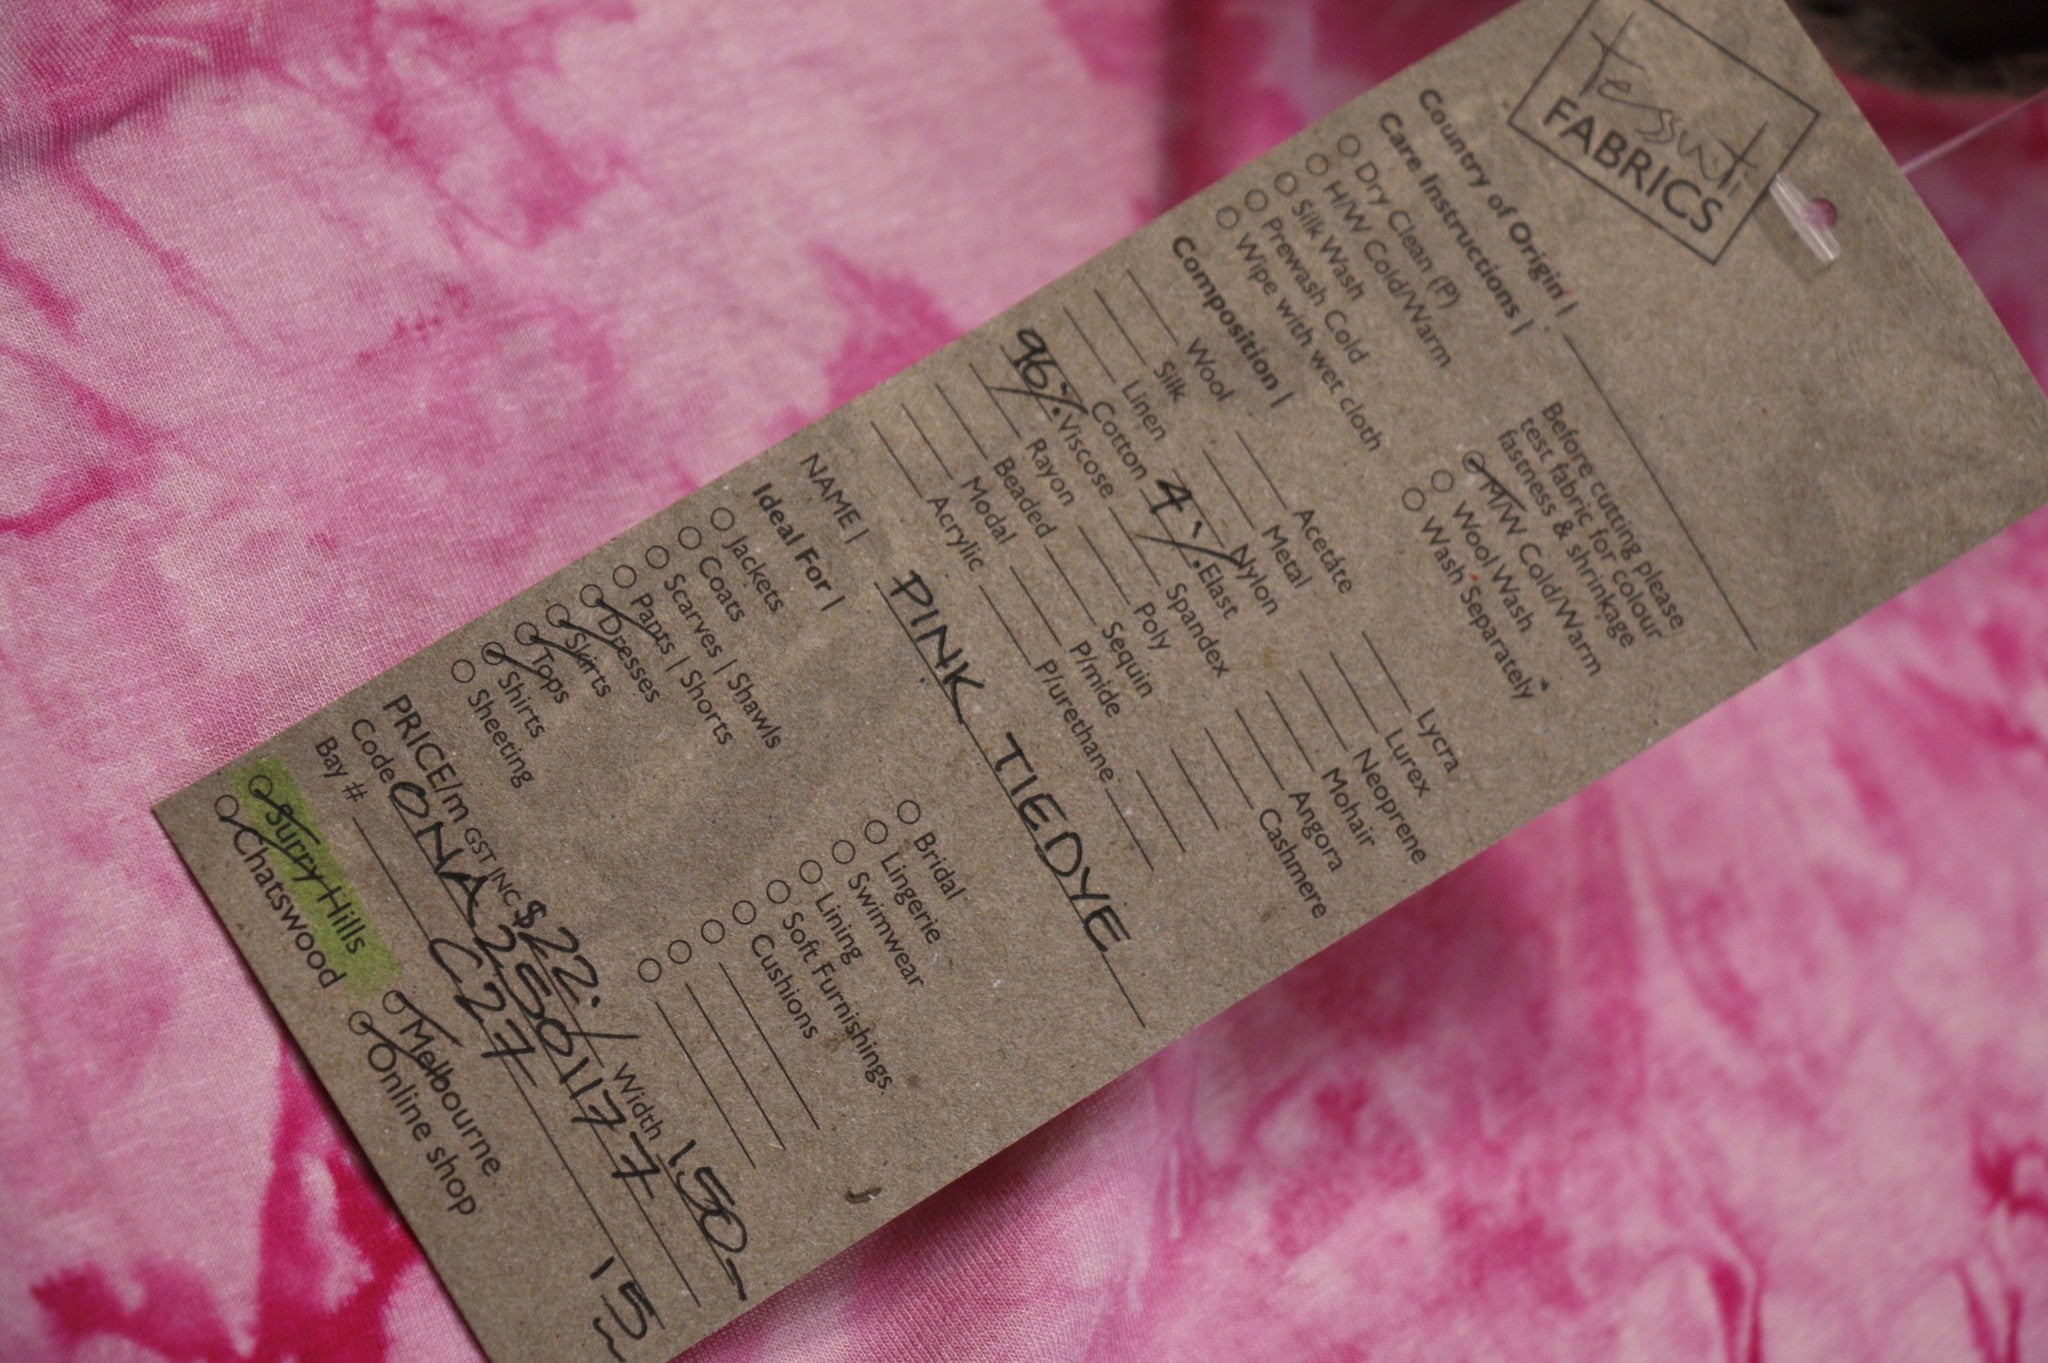 Tessuti
FABRICS
Country of Origin |
Care Instructions |
Before cutting please
test fabric for colour
fastness & shrinkage
Dry Clean (P)
H/W Cold/Warm
Silk Wash
Prewash Cold
Wipe with wet cloth
M/W Cold/Warm
Wool Wash
Wash Separately
Composition |
Wool Acetate Lycra
Silk Metal Lurex
Linen Nylon Neoprene
Cotton 4% Elast Mohair
96% Viscose Spandex Angora
Rayon Poly Cashmere
Beaded Sequin
Modal P/mide
Acrylic P/urethane
NAME | PINK TIEDYE
Ideal For |
Jackets Bridal
Coats Lingerie
Scarves | Shawls Swimwear
Pants | Shorts Lining
Dresses Soft Furnishings
Skirts Cushions
Tops
Shirts
Sheeting
PRICE/m GST INC $22./ Width 150-
Code ONA2501177
Bay # C27 15
Surry Hills Melbourne
Chatswood Online shop